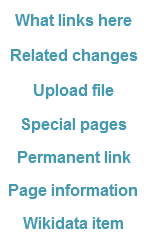 What links here
Related changes
Upload file
Special pages
Permanent link
Page information
Wikidata item